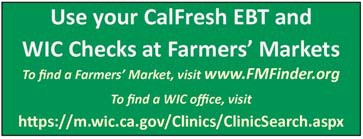 Use your CalFresh EBT and
WIC Checks at Farmers' Markets
To find a Farmers' Market, visit www.FMFinder.org
To find a WIC office, visit
https://m.wic.ca.gov/Clinics/ClinicSearch.aspx